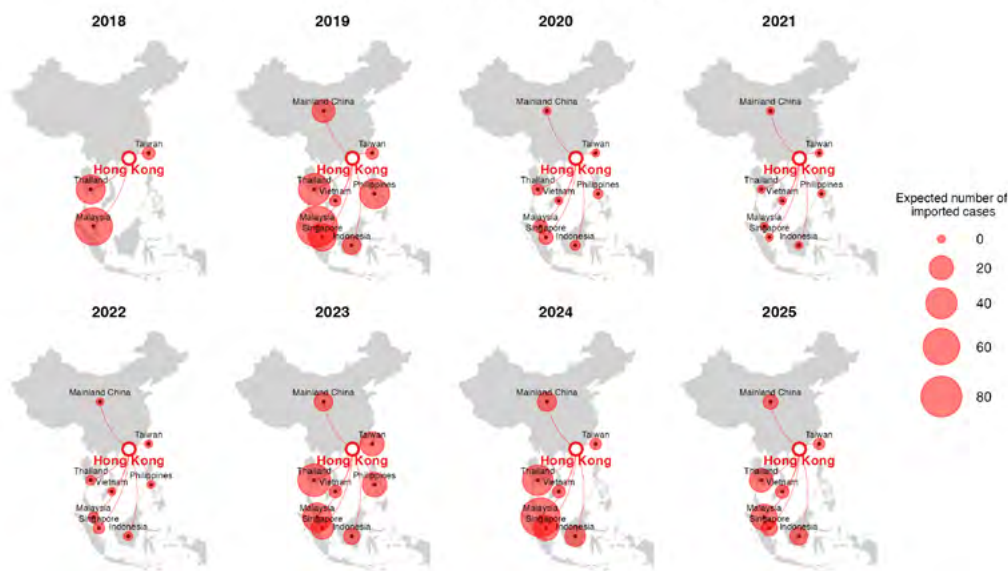 2018
2019
2020
2021
Taiwan
Hong Kong
Thailand
Malaysia
Mainland China
Taiwan
Hong Kong
Thailand
Vietnam
Philippines
Malaysia
Singapore
Indonesia
Mainland China
Taiwan
Hong Kong
Thailand
Vietnam
Philippines
Malaysia
Singapore
Indonesia
Mainland China
Taiwan
Hong Kong
Thailand
Vietnam
Philippines
Malaysia
Singapore
Indonesia
Expected number of
imported cases
0
20
40
60
80
2022
2023
2024
2025
Mainland China
Taiwan
Hong Kong
Thailand
Vietnam
Philippines
Malaysia
Singapore
Indonesia
Mainland China
Taiwan
Hong Kong
Thailand
Vietnam
Philippines
Malaysia
Singapore
Indonesia
Mainland China
Taiwan
Hong Kong
Thailand
Vietnam
Malaysia
Singapore
Indonesia
Mainland China
Taiwan
Hong Kong
Thailand
Vietnam
Malaysia
Singapore
Indonesia